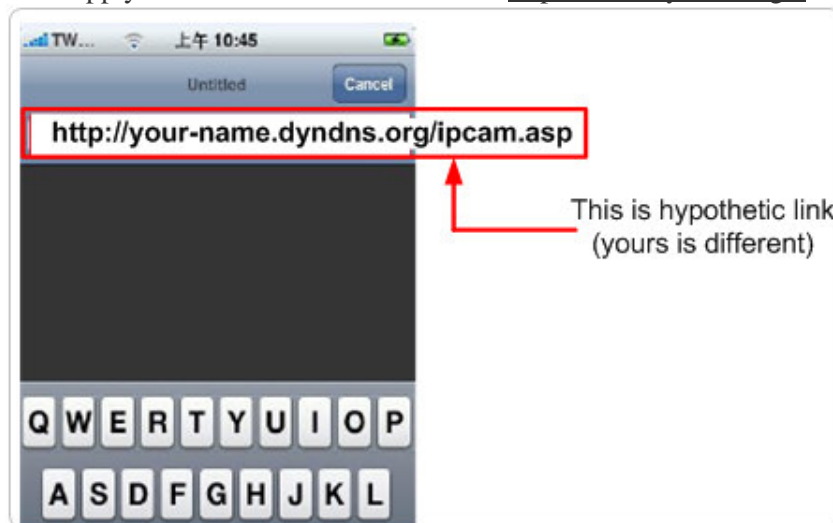 TW... 上午 10:45
Untitled Cancel
http://your-name.dyndns.org/ipcam.asp
This is hypothetic link
(yours is different)
Q W E R T Y U I O P
A S D F G H J K L